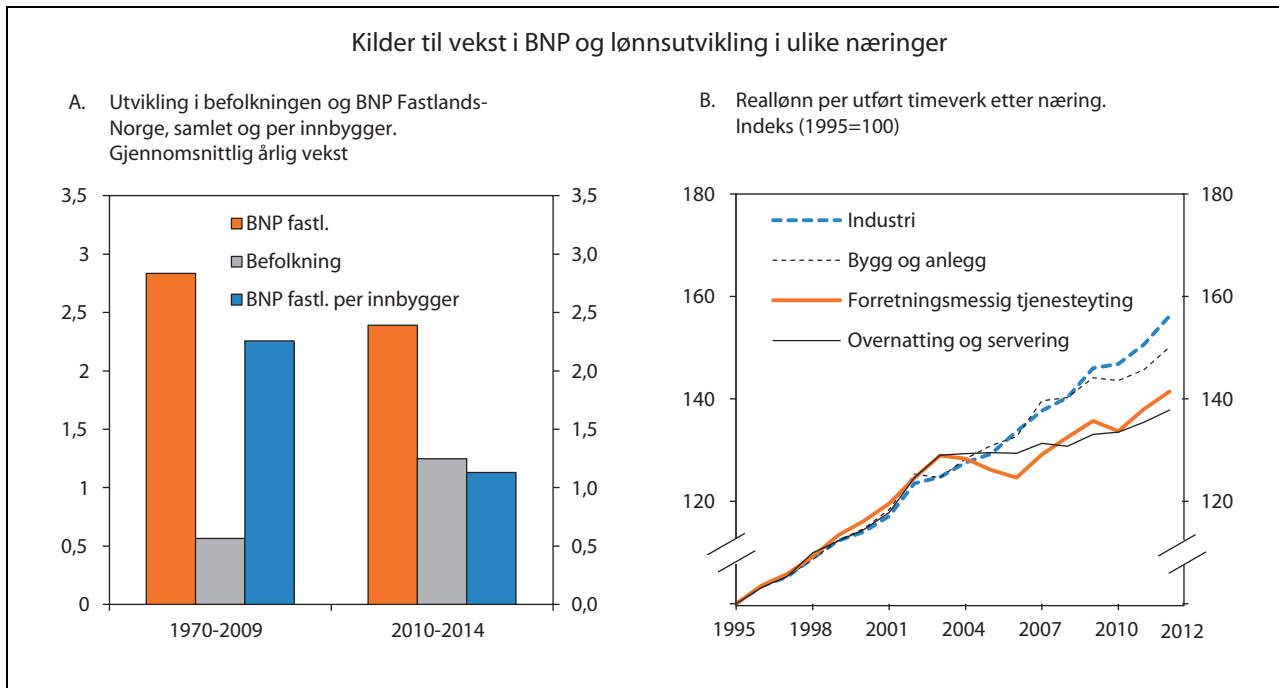 Kilder til vekst i BNP og lønnsutvikling i ulike næringer
A. Utvikling i befolkningen og BNP Fastlands-
Norge, samlet og per innbygger.
Gjennomsnittlig årlig vekst
3,5
3
2,5
2
1,5
1
0,5
0
3,5
3,0
2,5
2,0
1,5
1,0
0,5
0,0
BNP fastl.
Befolkning
BNP fastl. per innbygger
1970-2009
2010-2014
B. Reallønn per utført timeverk etter næring.
Indeks (1995=100)
180
160
140
120
180
160
140
120
Industri
Bygg og anlegg
Forretningsmessig tjenesteyting
Overnatting og servering
1995
1998
2001
2004
2007
2010
2012